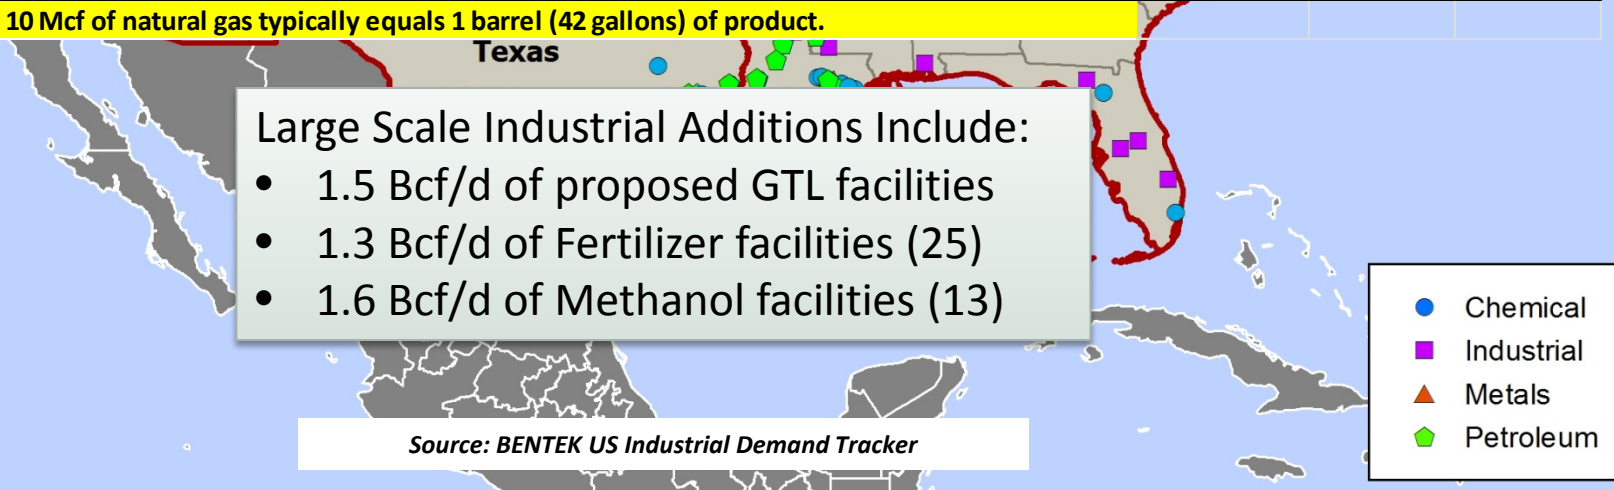 10 Mcf of natural gas typically equals 1 barrel (42 gallons) of product.
Texas
Large Scale Industrial Additions Include:
• 1.5 Bcf/d of proposed GTL facilities
• 1.3 Bcf/d of Fertilizer facilities (25)
• 1.6 Bcf/d of Methanol facilities (13)
Chemical
Industrial
Metals
Petroleum
Source: BENTEK US Industrial Demand Tracker